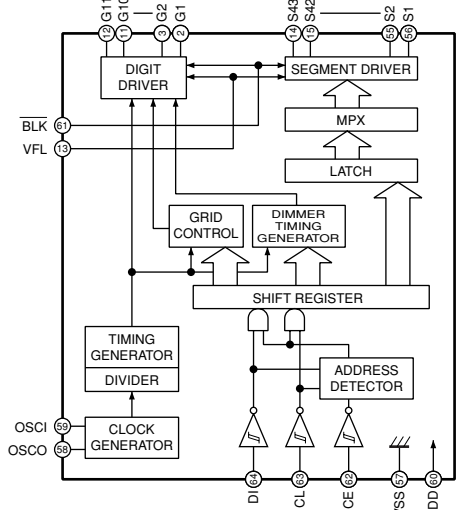 G11 G10 G2 G1 S43 S42 S2 S1
12 11 3 2 14 15 55 56
DIGIT
DRIVER
SEGMENT DRIVER
BLK 61
MPX
VFL 13
LATCH
GRID
CONTROL
DIMMER
TIMING
GENERATOR
SHIFT REGISTER
TIMING
GENERATOR
DIVIDER
ADDRESS
DETECTOR
OSCI 59
OSCO 58
CLOCK
GENERATOR
64 63 62 57 60
DI CL CE VSS DD